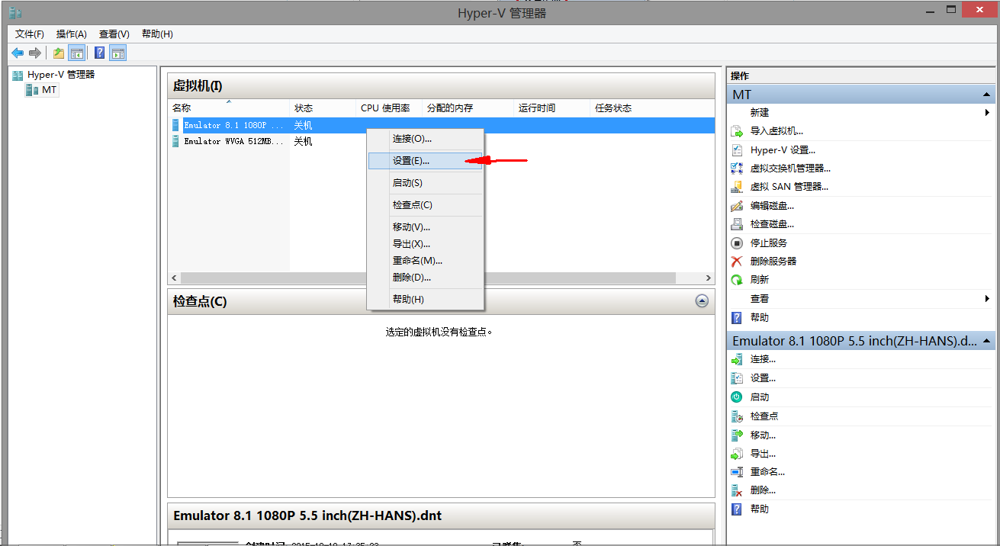 Hyper-V 管理器
文件(F) 操作(A) 查看(V) 帮助(H)
Hyper-V 管理器
MT
虚拟机(I)
名称 状态 CPU 使用率 分配的内存 运行时间 任务状态
Emulator 8.1 1080P ... 关机
Emulator WVGA 512MB... 关机
连接(O)...
设置(E)...
启动(S)
检查点(C)
移动(V)...
导出(X)...
重命名(M)...
删除(D)...
帮助(H)
检查点(C)
选定的虚拟机没有检查点。
Emulator 8.1 1080P 5.5 inch(ZH-HANS).dnt
创建时间:
已群集: 否
操作
MT
新建
导入虚拟机...
Hyper-V 设置...
虚拟交换机管理器...
虚拟 SAN 管理器...
编辑磁盘...
检查磁盘...
停止服务
删除服务器
刷新
查看
帮助
Emulator 8.1 1080P 5.5 inch(ZH-HANS).d...
连接...
设置...
启动
检查点
移动...
导出...
重命名...
删除...
帮助